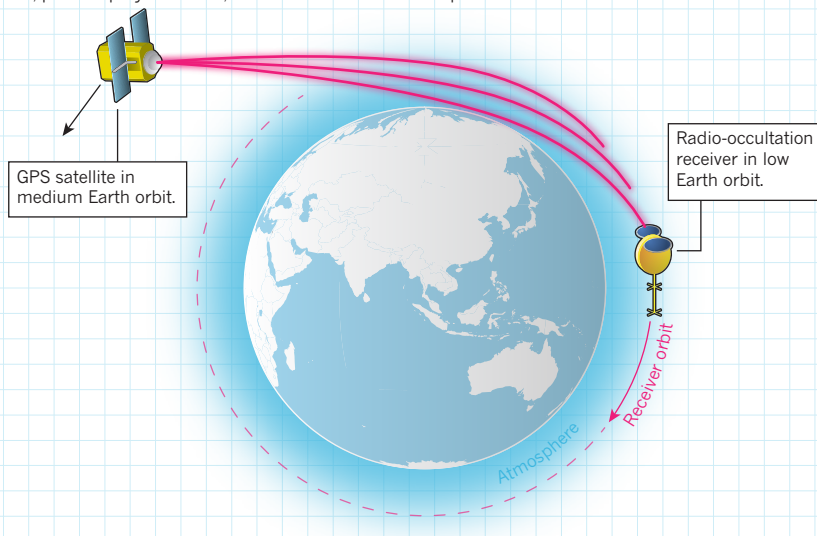 GPS satellite in
medium Earth orbit.
Radio-occultation
receiver in low
Earth orbit.
Receiver orbit
Atmosphere